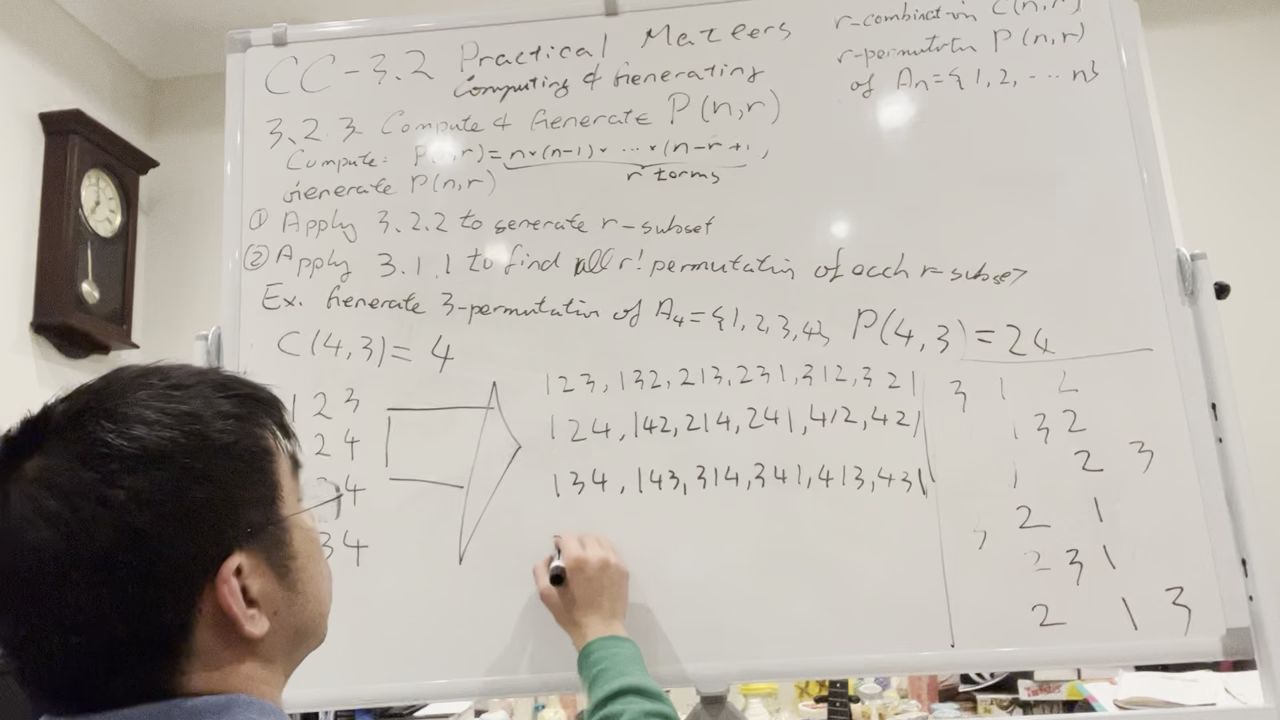 CC-3.2 Practical Matters
Computing & Generating
r-combination C(n,r)
r-permutatn P(n,r)
of An={1,2, ... n}
3.2.3 Compute & Generate P(n,r)
Compute: P(n,r)=n×(n-1)× ... ×(n-r+1,
r terms
Generate P(n,r)
① Apply 3.2.2 to generate r-subset
② Apply 3.1.1 to find all r! permutatin of each r-subset
Ex. Generate 3-permutation of A4={1,2,3,4} P(4,3)=24
C(4,3)=4
1 2 3
2 4
4
34
123,132,213,231,312,321
124,142,214,241,412,421
134,143,314,341,413,431
3 1 2
1 3 2
1 2 3
2 1
2 3 1
2 1 3